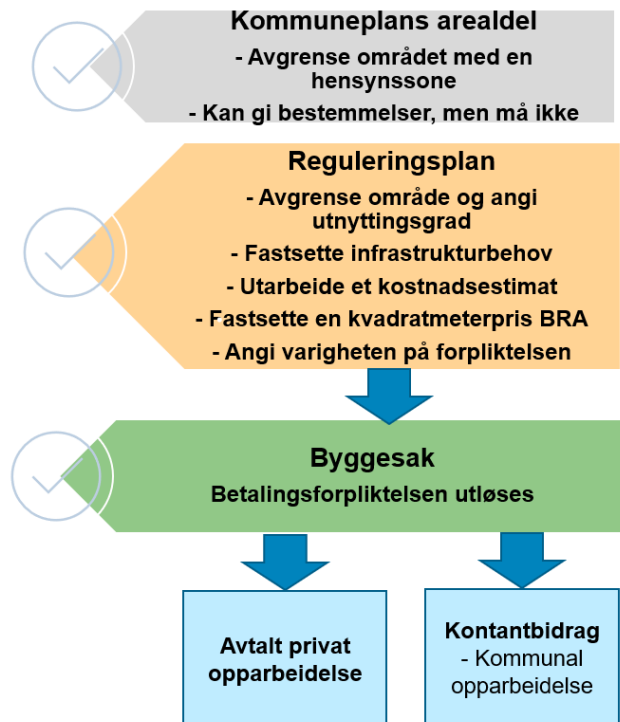 Kommuneplans arealdel
- Avgrense området med en
hensynssone
- Kan gi bestemmelser, men må ikke
Reguleringsplan
- Avgrense område og angi
utnyttingsgrad
- Fastsette infrastrukturbehov
- Utarbeide et kostnadsestimat
- Fastsette en kvadratmeterpris BRA
- Angi varigheten på forpliktelsen
Byggesak
Betalingsforpliktelsen utløses
Avtalt privat
opparbeidelse
Kontantbidrag
- Kommunal
opparbeidelse